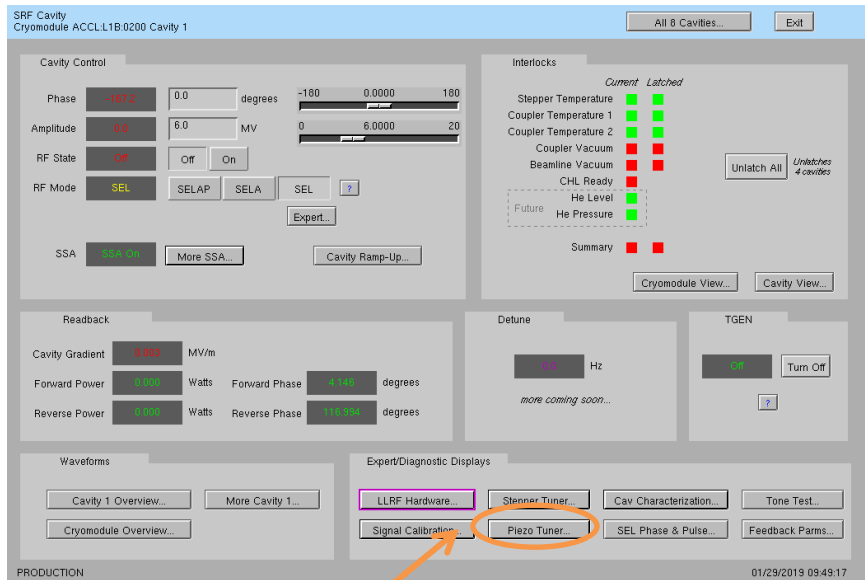 SRF Cavity
Cryomodule ACCL:L1B:0200 Cavity 1
All 8 Cavities...
Exit
Cavity Control
Phase
0.0
degrees
-180 0.0000 180
Amplitude
6.0
MV
0 6.0000 20
RF State
Off
Off
On
RF Mode
SEL
SELAP
SELA
SEL
?
Expert...
SSA
SSA On
More SSA...
Cavity Ramp-Up...
Interlocks
Current Latched
Stepper Temperature
Coupler Temperature 1
Coupler Temperature 2
Coupler Vacuum
Beamline Vacuum
CHL Ready
Future
He Level
He Pressure
Summary
Unlatch All
Unlatches
4 cavities
Cryomodule View...
Cavity View...
Readback
Cavity Gradient
MV/m
Forward Power 0.000 Watts
Forward Phase 4.146 degrees
Reverse Power 0.000 Watts
Reverse Phase 116.994 degrees
Detune
Hz
more coming soon...
TGEN
Off
Turn Off
?
Waveforms
Cavity 1 Overview...
More Cavity 1...
Cryomodule Overview...
Expert/Diagnostic Displays
LLRF Hardware...
Stepper Tuner...
Cav Characterization...
Tone Test...
Signal Calibration...
Piezo Tuner...
SEL Phase & Pulse...
Feedback Parms...
PRODUCTION
01/29/2019 09:49:17